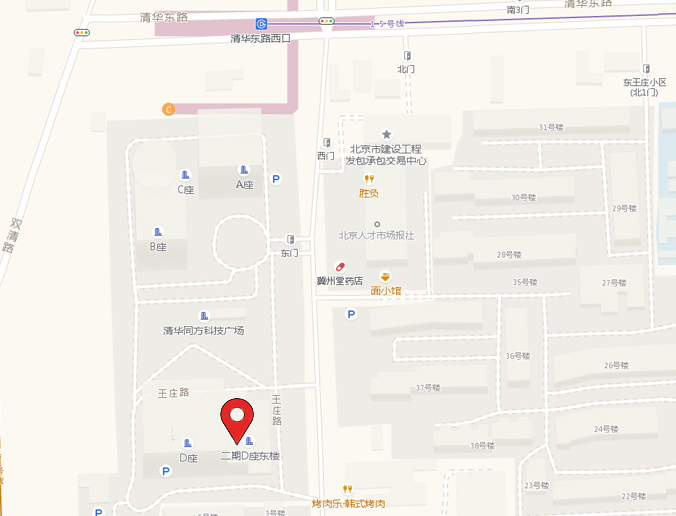 清华东路
清华东路
15号线
南3门
清华东路西口
北门
东王庄小区
(北1门)
C
31号楼
西门
北京市建设工程
发包承包交易中心
A座
C座
P
胜负
30号楼
29号楼
双清路
B座
东门
北京人才市场报社
28号楼
冀州堂药店
面小馆
35号楼
27号楼
P
清华同方科技广场
36号楼
26号楼
王庄路
37号楼
王庄路
24号楼
38号楼
D座
二期D座东楼
P
23号楼
22号楼
烤肉乐·韩式烤肉
P
3号楼